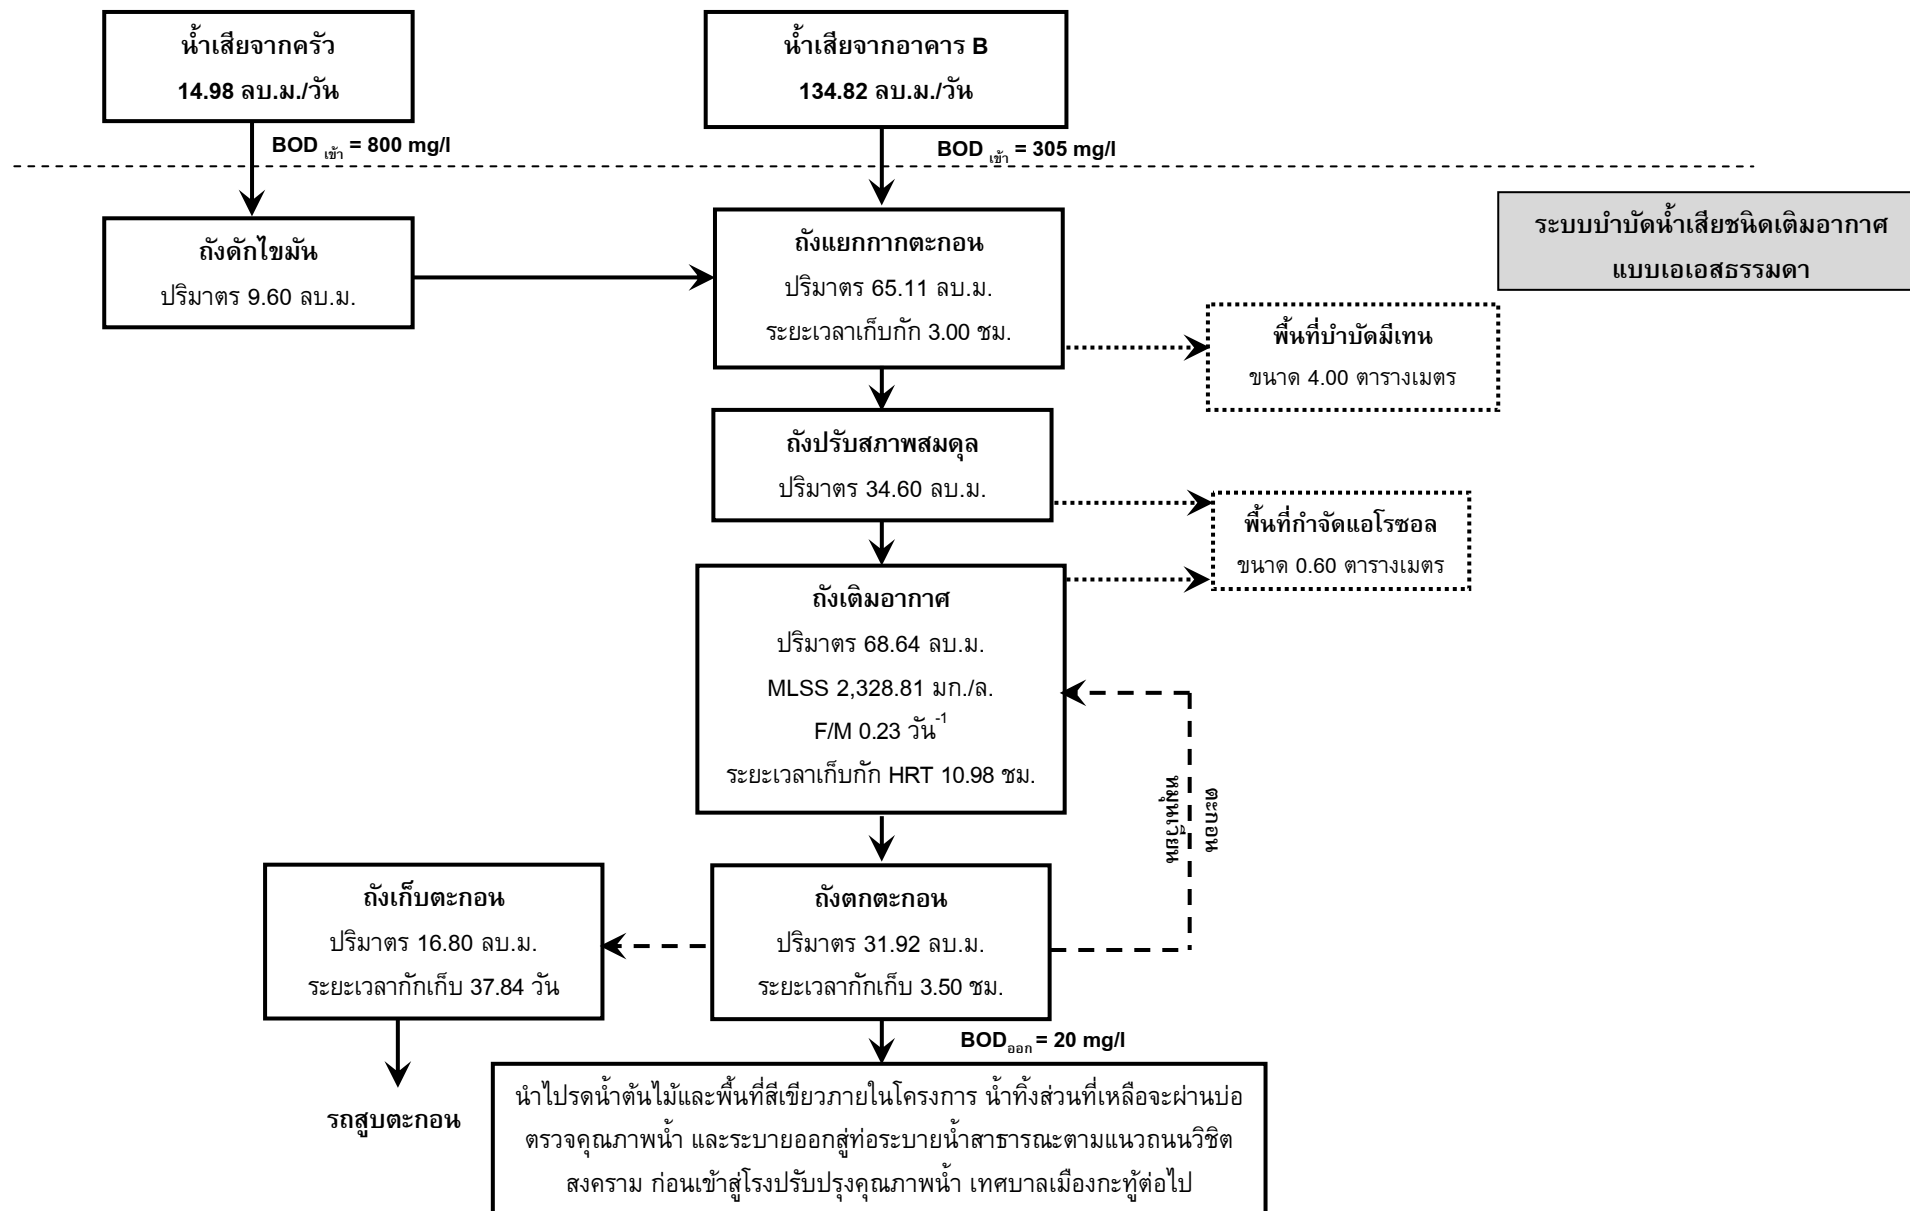 น้ำเสียจากครัว
14.98 ลบ.ม./วัน
น้ำเสียจากอาคาร B
134.82 ลบ.ม./วัน
BOD เข้า = 800 mg/l
BOD เข้า = 305 mg/l
ระบบบำบัดน้ำเสียชนิดเติมอากาศ
แบบเอเอสธรรมดา
ถังดักไขมัน
ปริมาตร 9.60 ลบ.ม.
ถังแยกกากตะกอน
ปริมาตร 65.11 ลบ.ม.
ระยะเวลาเก็บกัก 3.00 ชม.
พื้นที่บำบัดมีเทน
ขนาด 4.00 ตารางเมตร
ถังปรับสภาพสมดุล
ปริมาตร 34.60 ลบ.ม.
พื้นที่กำจัดแอโรซอล
ขนาด 0.60 ตารางเมตร
ถังเติมอากาศ
ปริมาตร 68.64 ลบ.ม.
MLSS 2,328.81 มก./ล.
F/M 0.23 วัน-1
ระยะเวลาเก็บกัก HRT 10.98 ชม.
ตะกอน
หมุนเวียน
ถังเก็บตะกอน
ปริมาตร 16.80 ลบ.ม.
ระยะเวลากักเก็บ 37.84 วัน
ถังตกตะกอน
ปริมาตร 31.92 ลบ.ม.
ระยะเวลากักเก็บ 3.50 ชม.
BODออก = 20 mg/l
รถสูบตะกอน
นำไปรดน้ำต้นไม้และพื้นที่สีเขียวภายในโครงการ น้ำทิ้งส่วนที่เหลือจะผ่านบ่อ
ตรวจคุณภาพน้ำ และระบายออกสู่ท่อระบายน้ำสาธารณะตามแนวถนนวิชิต
สงคราม ก่อนเข้าสู่โรงปรับปรุงคุณภาพน้ำ เทศบาลเมืองกะทู้ต่อไป